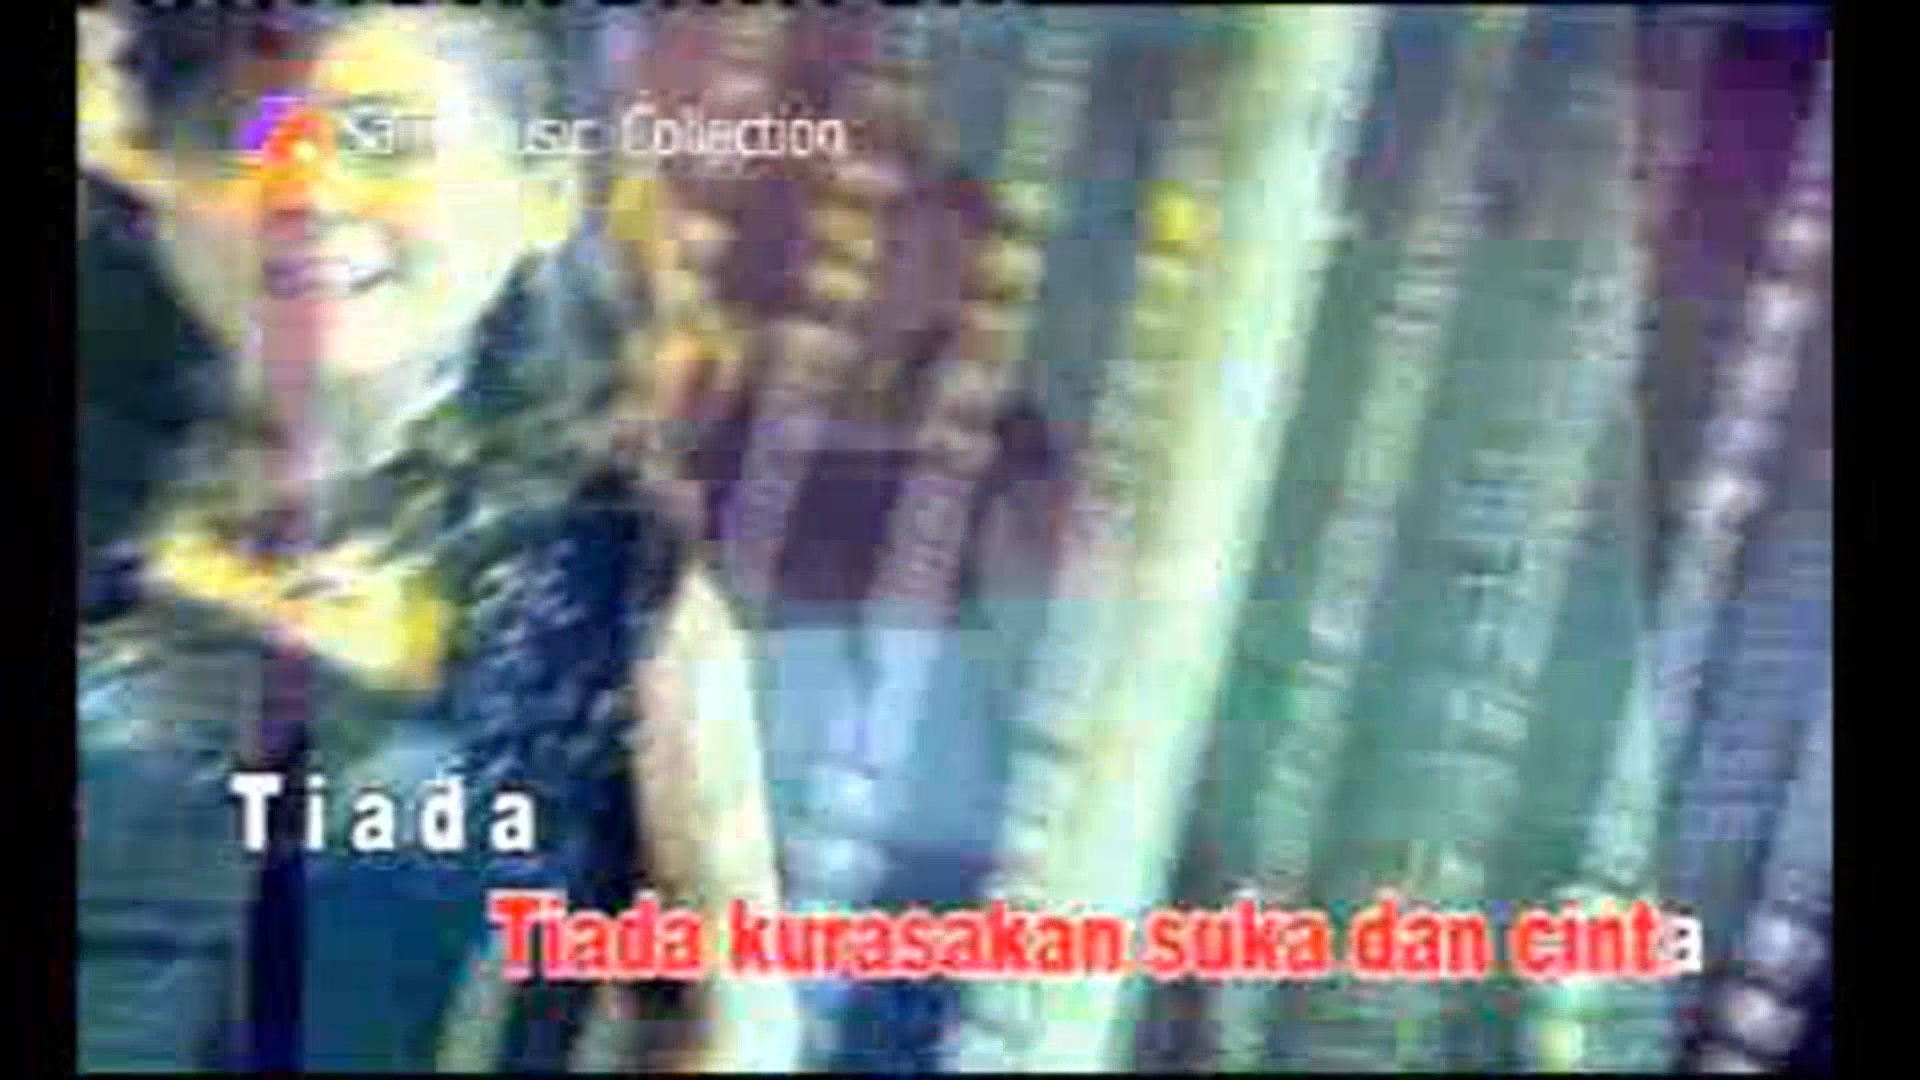 Collection
Tiada
Tiada kurasakan suka dan cinta